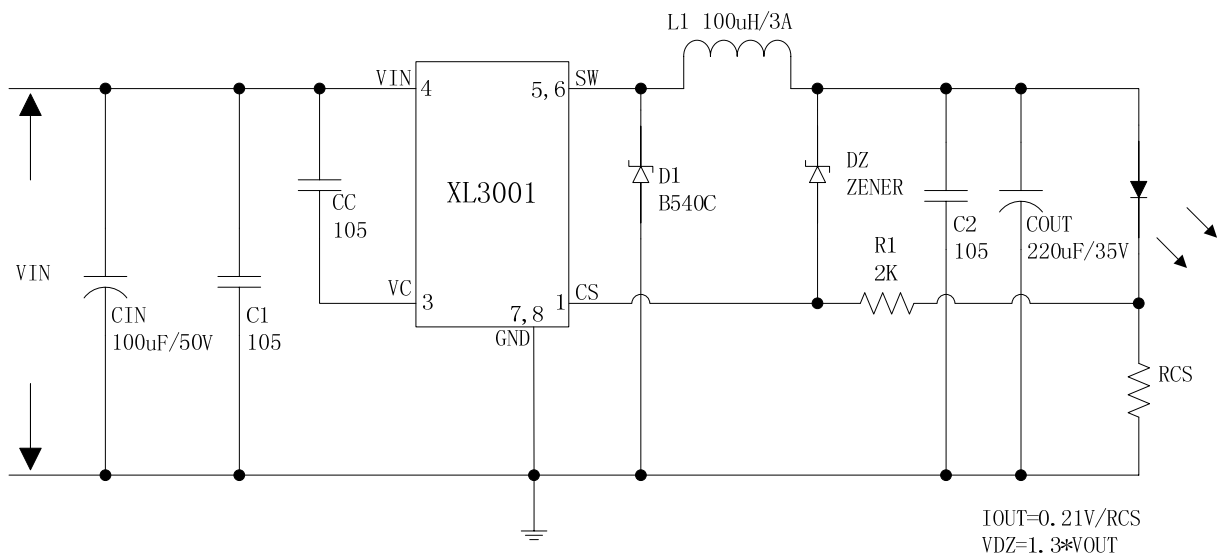 L1 100uH/3A
VIN
4
5,6
SW
XL3001
CC
105
D1
B540C
DZ
ZENER
C2
105
COUT
220uF/35V
R1
2K
VIN
VC
3
1
CS
7,8
GND
CIN
100uF/50V
C1
105
RCS
IOUT=0.21V/RCS
VDZ=1.3*VOUT